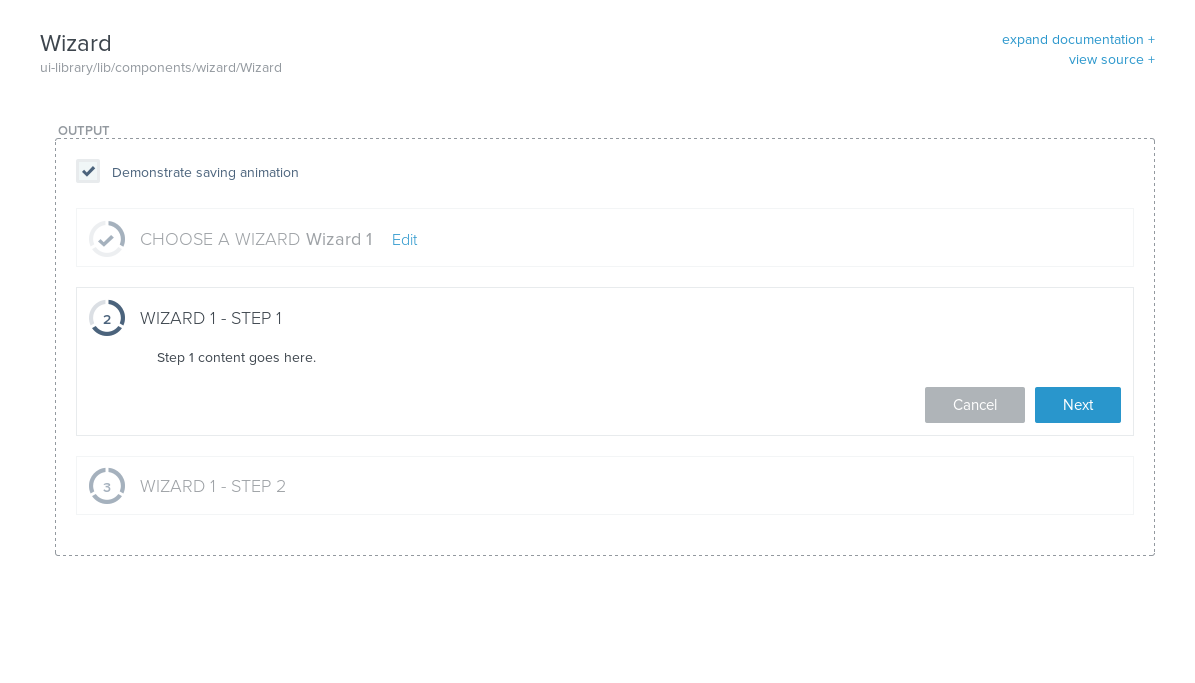 Wizard
expand documentation +
ui-library/lib/components/wizard/Wizard
view source +
OUTPUT
Demonstrate saving animation
CHOOSE A WIZARD Wizard 1 Edit
2 WIZARD 1 - STEP 1
Step 1 content goes here.
Cancel Next
3 WIZARD 1 - STEP 2